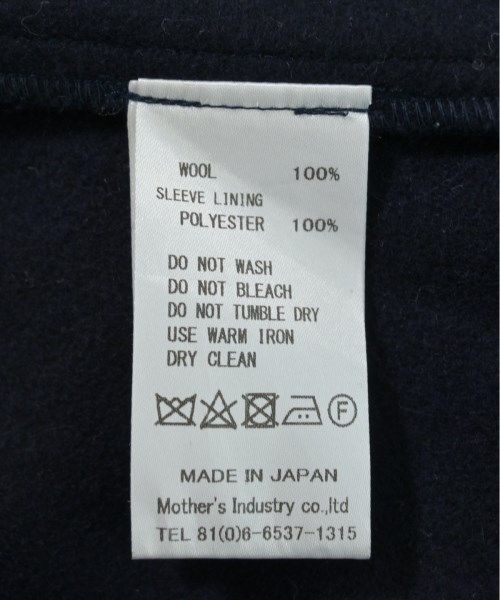 WOOL 100%
SLEEVE LINING
POLYESTER 100%
DO NOT WASH
DO NOT BLEACH
DO NOT TUMBLE DRY
USE WARM IRON
DRY CLEAN
F
MADE IN JAPAN
Mother's Industry co.,ltd
TEL 81(0)6-6537-1315